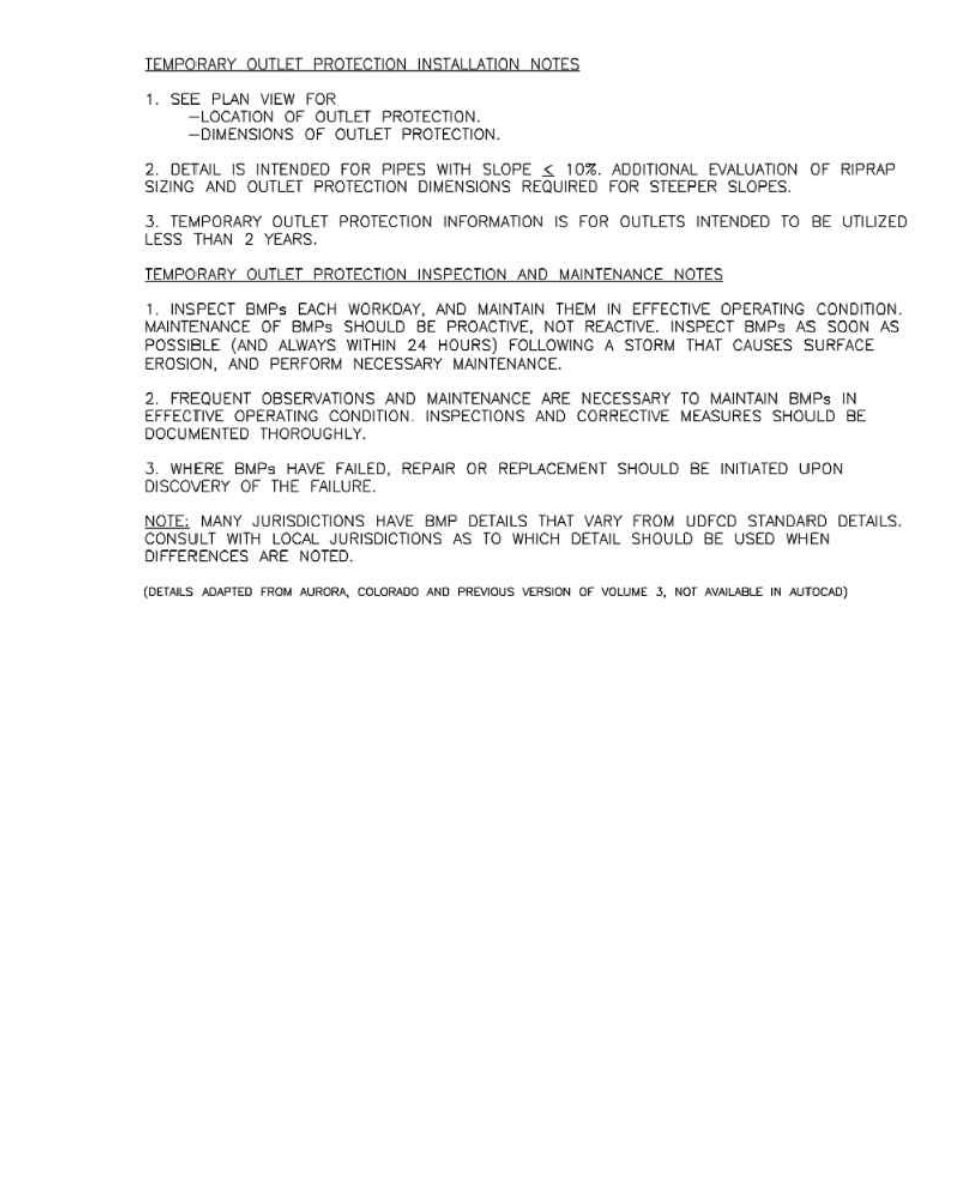 TEMPORARY OUTLET PROTECTION INSTALLATION NOTES
1. SEE PLAN VIEW FOR
—LOCATION OF OUTLET PROTECTION.
—DIMENSIONS OF OUTLET PROTECTION.
2. DETAIL IS INTENDED FOR PIPES WITH SLOPE ≤ 10%. ADDITIONAL EVALUATION OF RIPRAP
SIZING AND OUTLET PROTECTION DIMENSIONS REQUIRED FOR STEEPER SLOPES.
3. TEMPORARY OUTLET PROTECTION INFORMATION IS FOR OUTLETS INTENDED TO BE UTILIZED
LESS THAN 2 YEARS.
TEMPORARY OUTLET PROTECTION INSPECTION AND MAINTENANCE NOTES
1. INSPECT BMPs EACH WORKDAY, AND MAINTAIN THEM IN EFFECTIVE OPERATING CONDITION.
MAINTENANCE OF BMPs SHOULD BE PROACTIVE, NOT REACTIVE. INSPECT BMPs AS SOON AS
POSSIBLE (AND ALWAYS WITHIN 24 HOURS) FOLLOWING A STORM THAT CAUSES SURFACE
EROSION, AND PERFORM NECESSARY MAINTENANCE.
2. FREQUENT OBSERVATIONS AND MAINTENANCE ARE NECESSARY TO MAINTAIN BMPs IN
EFFECTIVE OPERATING CONDITION. INSPECTIONS AND CORRECTIVE MEASURES SHOULD BE
DOCUMENTED THOROUGHLY.
3. WHERE BMPs HAVE FAILED, REPAIR OR REPLACEMENT SHOULD BE INITIATED UPON
DISCOVERY OF THE FAILURE.
NOTE: MANY JURISDICTIONS HAVE BMP DETAILS THAT VARY FROM UDFCD STANDARD DETAILS.
CONSULT WITH LOCAL JURISDICTIONS AS TO WHICH DETAIL SHOULD BE USED WHEN
DIFFERENCES ARE NOTED.
(DETAILS ADAPTED FROM AURORA, COLORADO AND PREVIOUS VERSION OF VOLUME 3, NOT AVAILABLE IN AUTOCAD)